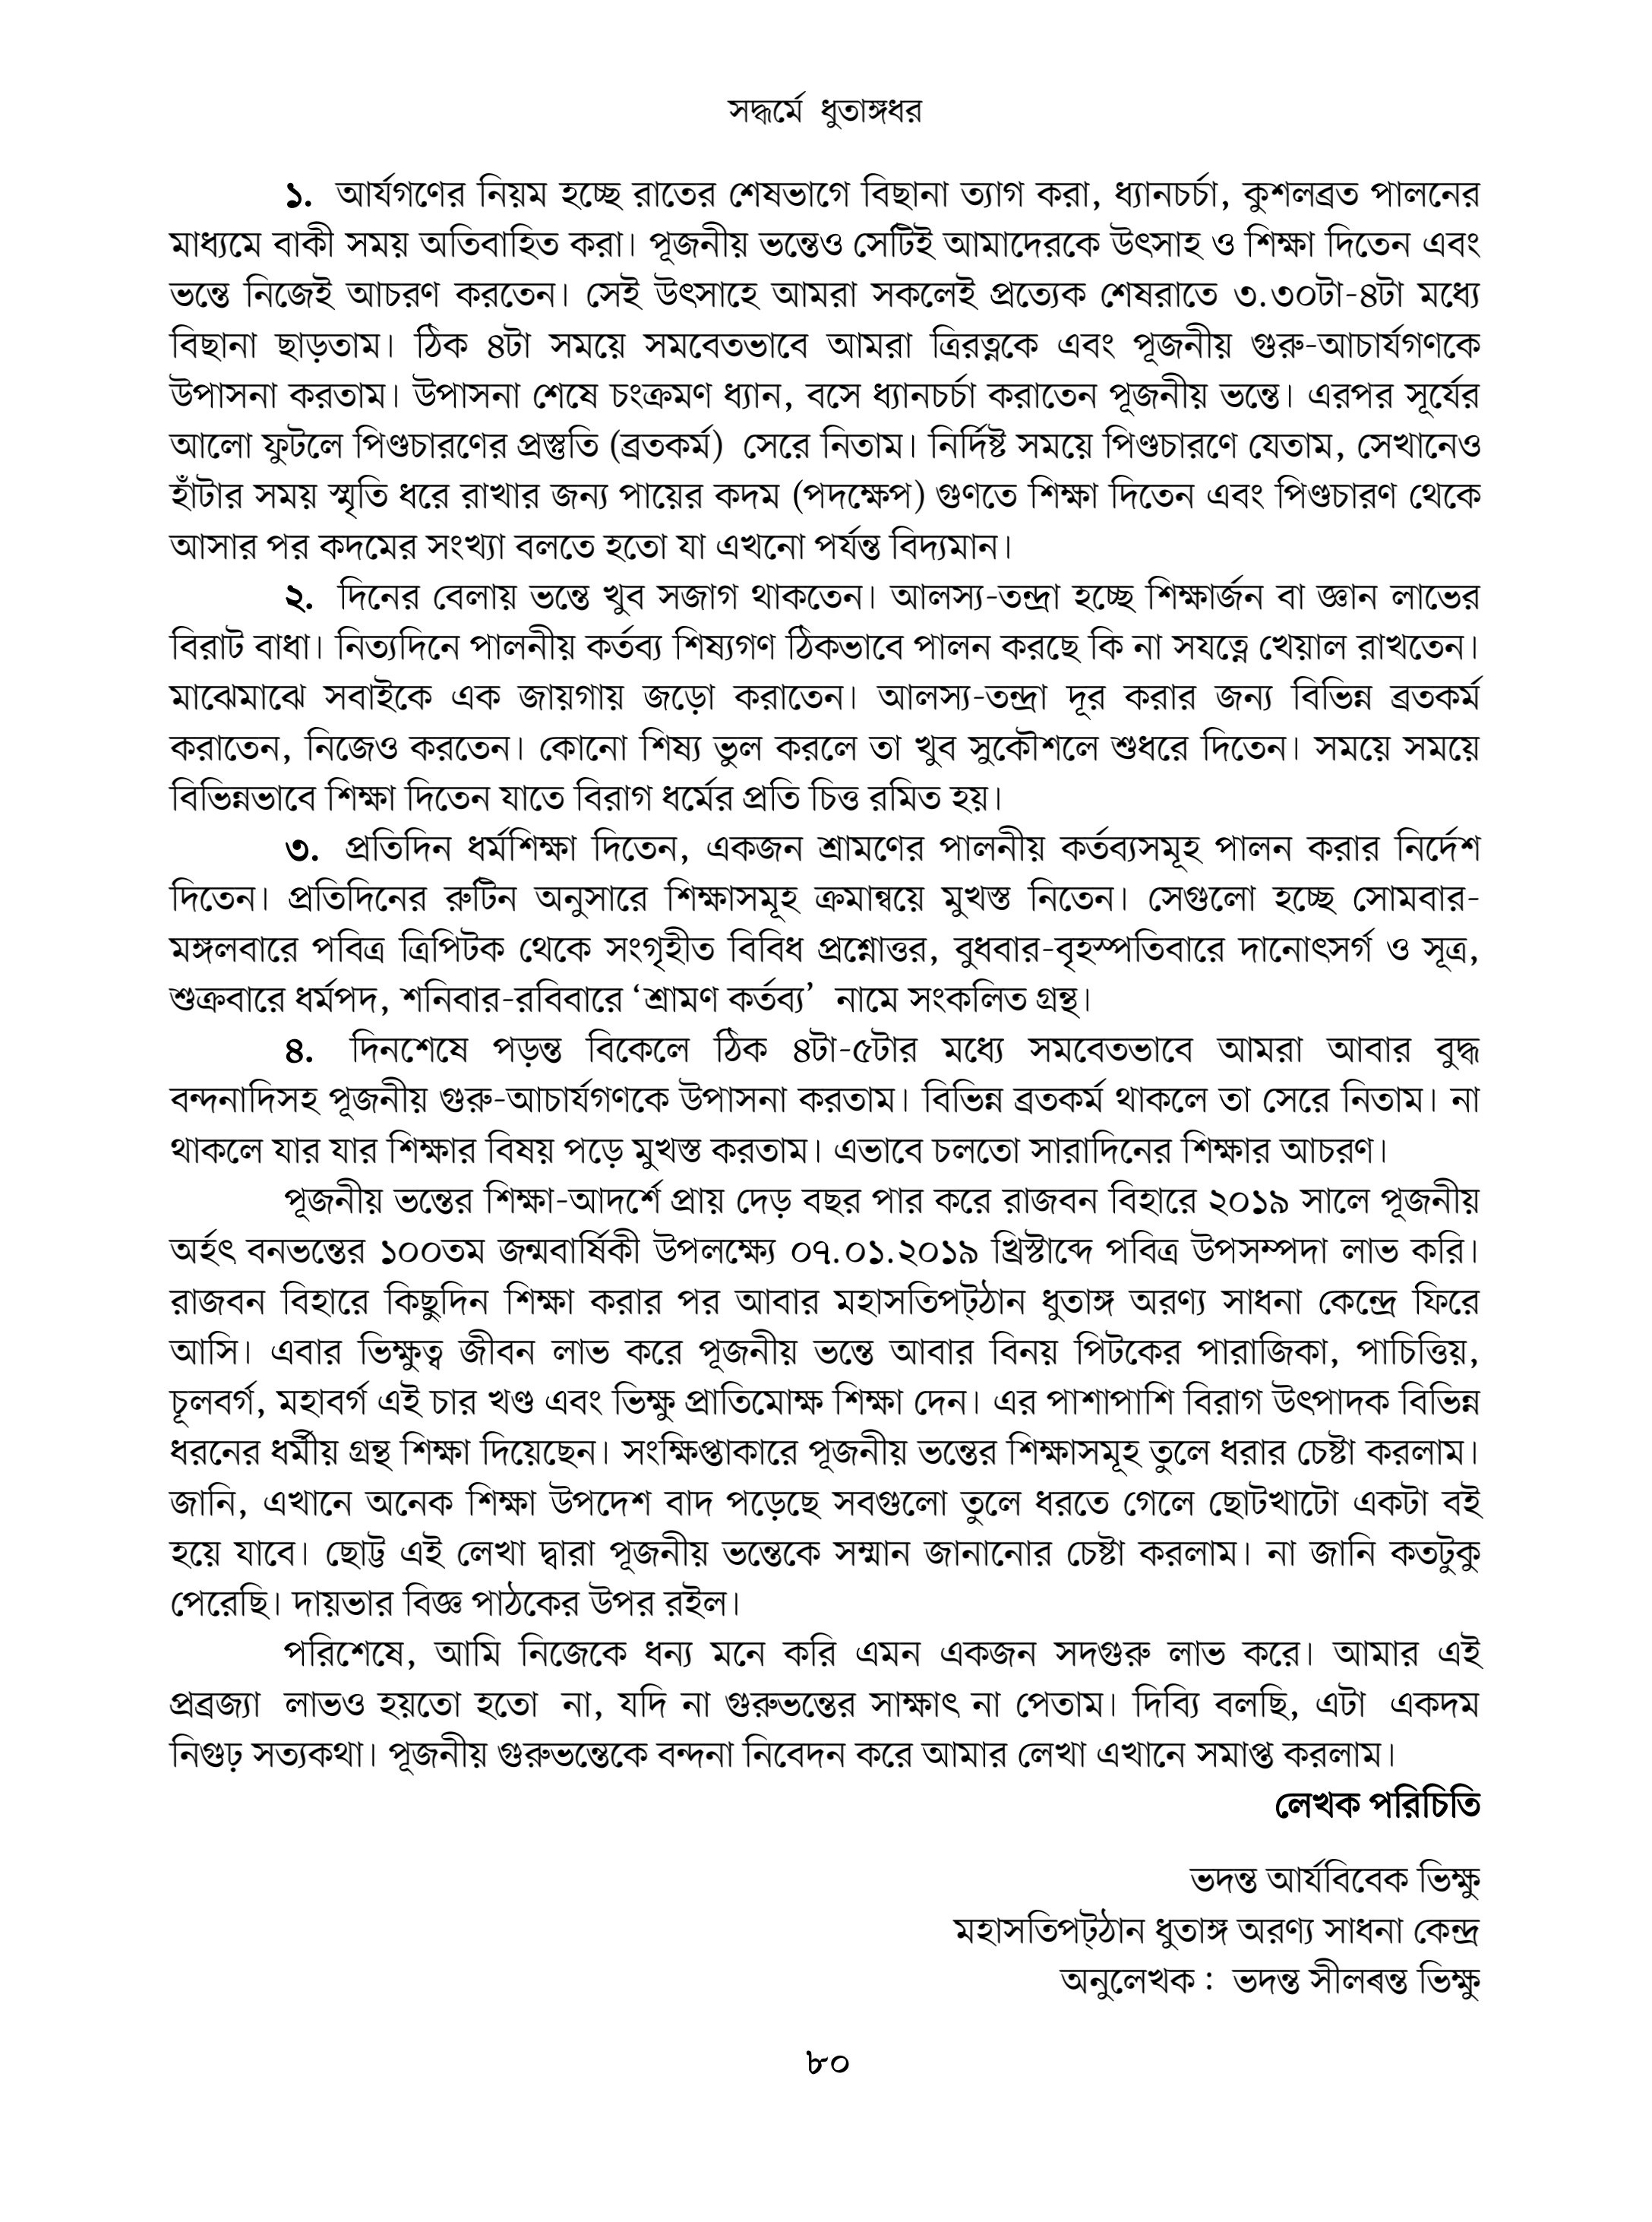 সদ্ধর্মে ধুতাঙ্গধর
১. আর্যগণের নিয়ম হচ্ছে রাতের শেষভাগে বিছানা ত্যাগ করা, ধ্যানচর্চা, কুশলব্রত পালনের
মাধ্যমে বাকী সময় অতিবাহিত করা। পূজনীয় ভন্তেও সেটিই আমাদেরকে উৎসাহ ও শিক্ষা দিতেন এবং
ভন্তে নিজেই আচরণ করতেন। সেই উৎসাহে আমরা সকলেই প্রত্যেক শেষরাতে ৩.৩০টা-৪টা মধ্যে
বিছানা ছাড়তাম। ঠিক ৪টা সময়ে সমবেতভাবে আমরা ত্রিরত্নকে এবং পূজনীয় গুরু-আচার্যগণকে
উপাসনা করতাম। উপাসনা শেষে চংক্রমণ ধ্যান, বসে ধ্যানচর্চা করাতেন পূজনীয় ভন্তে। এরপর সূর্যের
আলো ফুটলে পিণ্ডচারণের প্রস্তুতি (ব্রতকর্ম) সেরে নিতাম। নির্দিষ্ট সময়ে পিণ্ডচারণে যেতাম, সেখানেও
হাঁটার সময় স্মৃতি ধরে রাখার জন্য পায়ের কদম (পদক্ষেপ) গুণতে শিক্ষা দিতেন এবং পিণ্ডচারণ থেকে
আসার পর কদমের সংখ্যা বলতে হতো যা এখনো পর্যন্ত বিদ্যমান।
২. দিনের বেলায় ভন্তে খুব সজাগ থাকতেন। আলস্য-তন্দ্রা হচ্ছে শিক্ষার্জন বা জ্ঞান লাভের
বিরাট বাধা। নিত্যদিনে পালনীয় কর্তব্য শিষ্যগণ ঠিকভাবে পালন করছে কি না সযত্নে খেয়াল রাখতেন।
মাঝেমাঝে সবাইকে এক জায়গায় জড়ো করাতেন। আলস্য-তন্দ্রা দূর করার জন্য বিভিন্ন ব্রতকর্ম
করাতেন, নিজেও করতেন। কোনো শিষ্য ভুল করলে তা খুব সুকৌশলে শুধরে দিতেন। সময়ে সময়ে
বিভিন্নভাবে শিক্ষা দিতেন যাতে বিরাগ ধর্মের প্রতি চিত্ত রমিত হয়।
৩. প্রতিদিন ধর্মশিক্ষা দিতেন, একজন শ্রামণের পালনীয় কর্তব্যসমূহ পালন করার নির্দেশ
দিতেন। প্রতিদিনের রুটিন অনুসারে শিক্ষাসমূহ ক্রমান্বয়ে মুখস্ত নিতেন। সেগুলো হচ্ছে সোমবার-
মঙ্গলবারে পবিত্র ত্রিপিটক থেকে সংগৃহীত বিবিধ প্রশ্নোত্তর, বুধবার-বৃহস্পতিবারে দানোৎসর্গ ও সূত্র,
শুক্রবারে ধর্মপদ, শনিবার-রবিবারে ‘শ্রামণ কর্তব্য’ নামে সংকলিত গ্রন্থ।
৪. দিনশেষে পড়ন্ত বিকেলে ঠিক ৪টা-৫টার মধ্যে সমবেতভাবে আমরা আবার বুদ্ধ
বন্দনাদিসহ পূজনীয় গুরু-আচার্যগণকে উপাসনা করতাম। বিভিন্ন ব্রতকর্ম থাকলে তা সেরে নিতাম। না
থাকলে যার যার শিক্ষার বিষয় পড়ে মুখস্ত করতাম। এভাবে চলতো সারাদিনের শিক্ষার আচরণ।
পূজনীয় ভন্তের শিক্ষা-আদর্শে প্রায় দেড় বছর পার করে রাজবন বিহারে ২০১৯ সালে পূজনীয়
অর্হৎ বনভন্তের ১০০তম জন্মবার্ষিকী উপলক্ষ্যে ০৭.০১.২০১৯ খ্রিস্টাব্দে পবিত্র উপসম্পদা লাভ করি।
রাজবন বিহারে কিছুদিন শিক্ষা করার পর আবার মহাসতিপট্‌ঠান ধুতাঙ্গ অরণ্য সাধনা কেন্দ্রে ফিরে
আসি। এবার ভিক্ষুত্ব জীবন লাভ করে পূজনীয় ভন্তে আবার বিনয় পিটকের পারাজিকা, পাচিত্তিয়,
চূলবর্গ, মহাবর্গ এই চার খণ্ড এবং ভিক্ষু প্রাতিমোক্ষ শিক্ষা দেন। এর পাশাপাশি বিরাগ উৎপাদক বিভিন্ন
ধরনের ধর্মীয় গ্রন্থ শিক্ষা দিয়েছেন। সংক্ষিপ্তাকারে পূজনীয় ভন্তের শিক্ষাসমূহ তুলে ধরার চেষ্টা করলাম।
জানি, এখানে অনেক শিক্ষা উপদেশ বাদ পড়েছে সবগুলো তুলে ধরতে গেলে ছোটখাটো একটা বই
হয়ে যাবে। ছোট্ট এই লেখা দ্বারা পূজনীয় ভন্তেকে সম্মান জানানোর চেষ্টা করলাম। না জানি কতটুকু
পেরেছি। দায়ভার বিজ্ঞ পাঠকের উপর রইল।
পরিশেষে, আমি নিজেকে ধন্য মনে করি এমন একজন সদগুরু লাভ করে। আমার এই
প্রব্রজ্যা লাভও হয়তো হতো না, যদি না গুরুভন্তের সাক্ষাৎ না পেতাম। দিব্যি বলছি, এটা একদম
নিগুঢ় সত্যকথা। পূজনীয় গুরুভন্তেকে বন্দনা নিবেদন করে আমার লেখা এখানে সমাপ্ত করলাম।
লেখক পরিচিতি
ভদন্ত আর্যবিবেক ভিক্ষু
মহাসতিপট্‌ঠান ধুতাঙ্গ অরণ্য সাধনা কেন্দ্র
অনুলেখক : ভদন্ত সীলৰন্ত ভিক্ষু
৮০